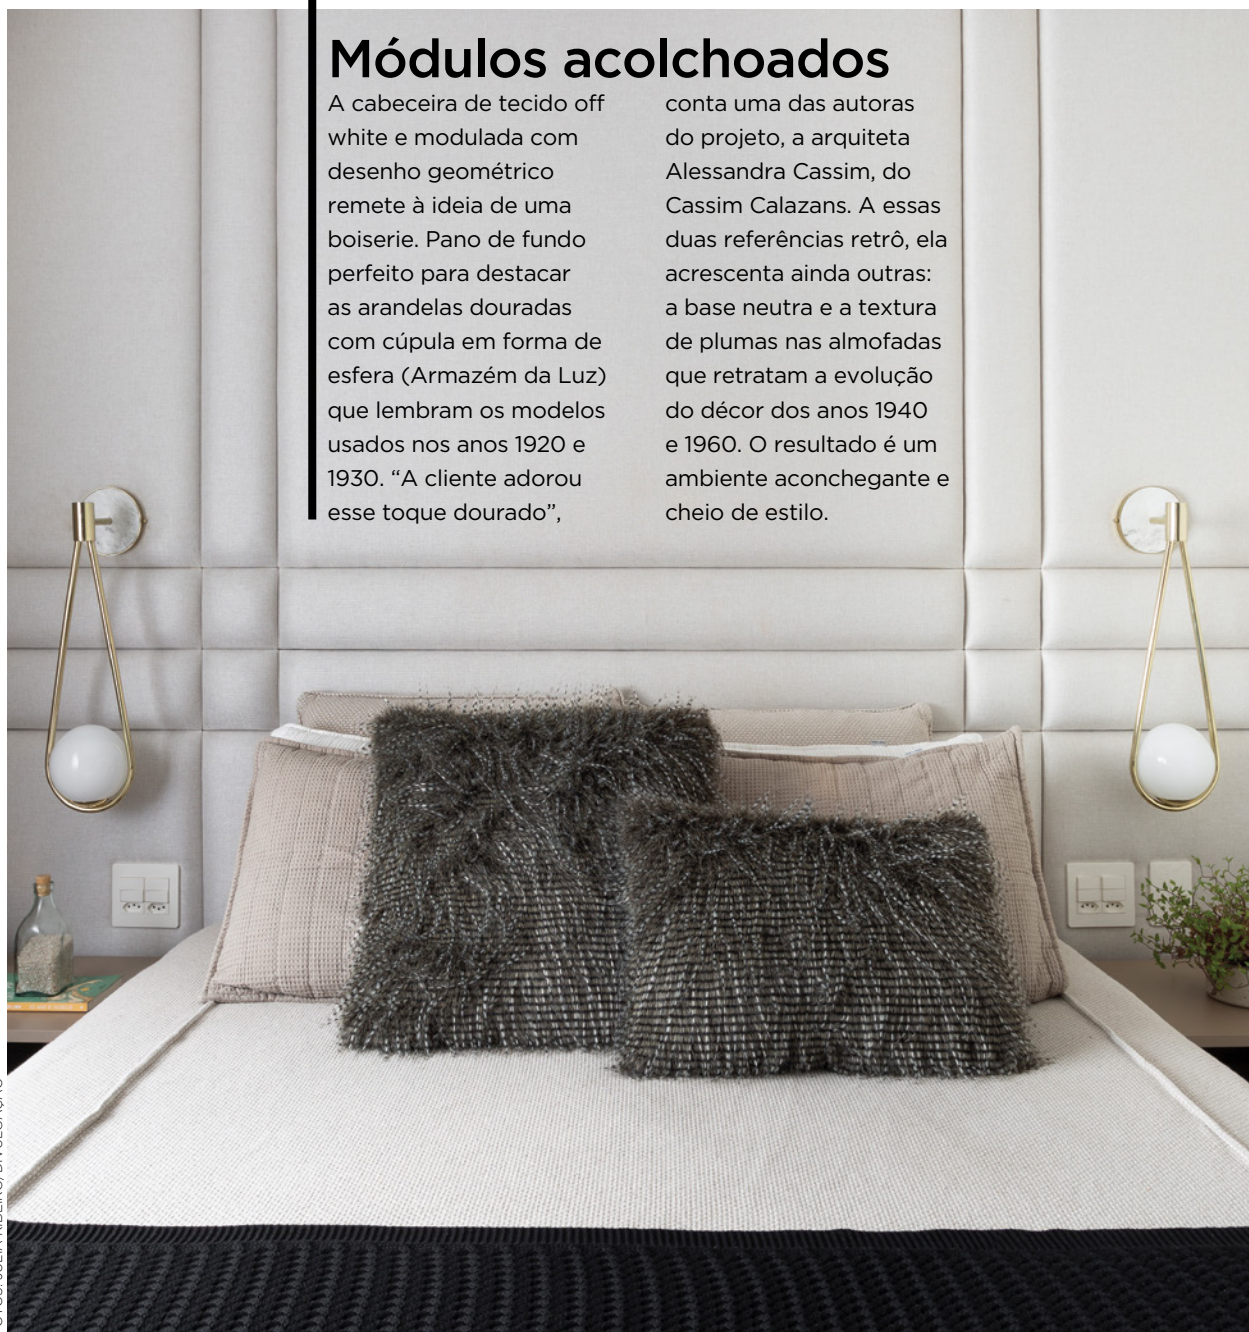 Módulos acolchoados
A cabeceira de tecido off
white e modulada com
desenho geométrico
remete à ideia de uma
boiserie. Pano de fundo
perfeito para destacar
as arandelas douradas
com cúpula em forma de
esfera (Armazém da Luz)
que lembram os modelos
usados nos anos 1920 e
1930. “A cliente adorou
esse toque dourado”,
conta uma das autoras
do projeto, a arquiteta
Alessandra Cassim, do
Cassim Calazans. A essas
duas referências retrô, ela
acrescenta ainda outras:
a base neutra e a textura
de plumas nas almofadas
que retratam a evolução
do décor dos anos 1940
e 1960. O resultado é um
ambiente aconchegante e
cheio de estilo.